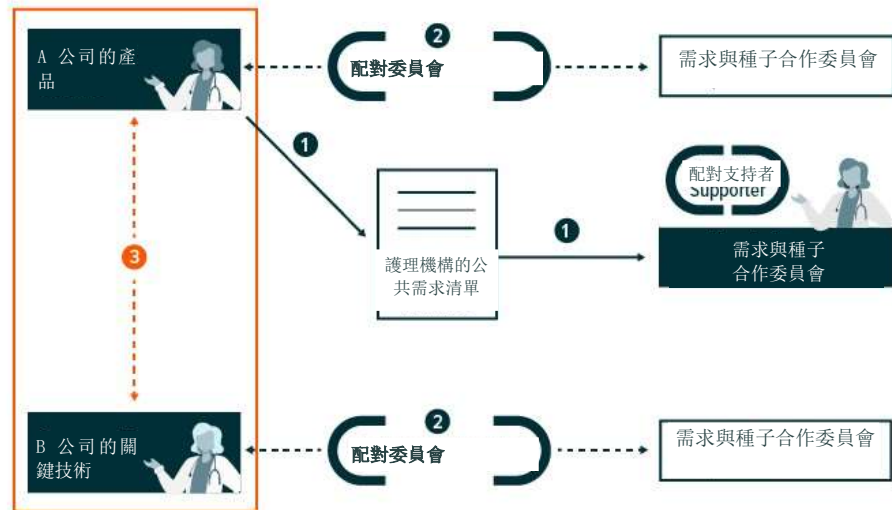 A 公司的產
品
2
配對委員會
需求與種子合作委員會
1
配對支持者
Supporter
護理機構的公
共需求清單
1
需求與種子
合作委員會
3
B 公司的關
鍵技術
2
配對委員會
需求與種子合作委員會